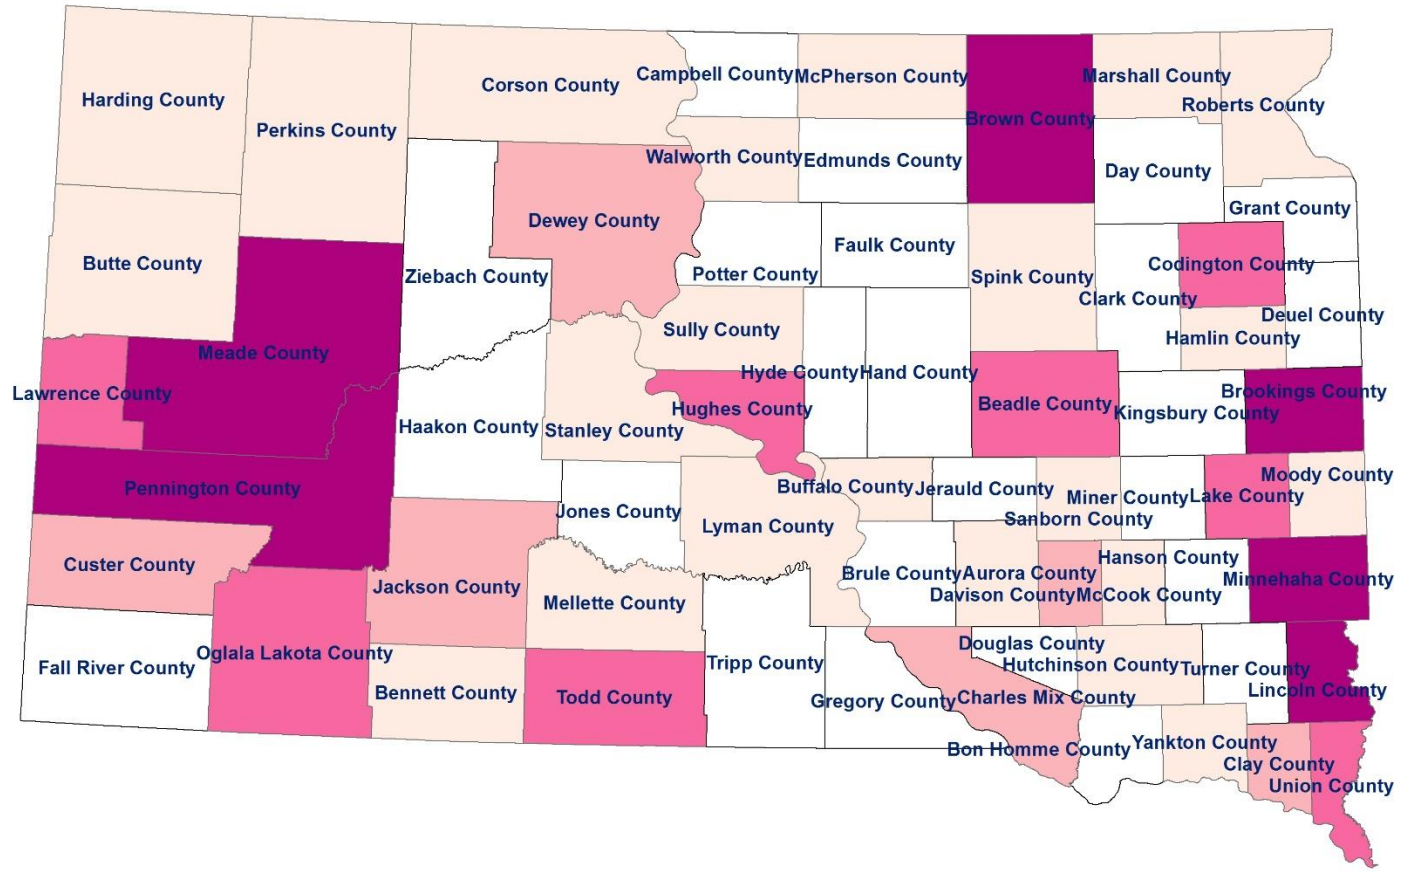 Harding County
Perkins County
Corson County
Campbell County
McPherson County
Brown County
Marshall County
Roberts County
Walworth County
Edmunds County
Day County
Dewey County
Grant County
Butte County
Ziebach County
Potter County
Faulk County
Spink County
Codington County
Clark County
Deuel County
Hamlin County
Meade County
Sully County
Hyde County
Hand County
Lawrence County
Haakon County
Stanley County
Hughes County
Beadle County
Kingsbury County
Brookings County
Pennington County
Jones County
Lyman County
Buffalo County
Jerauld County
Sanborn County
Miner County
Lake County
Moody County
Custer County
Jackson County
Mellette County
Brule County
Aurora County
Davison County
Hanson County
McCook County
Minnehaha County
Fall River County
Oglala Lakota County
Bennett County
Todd County
Tripp County
Gregory County
Douglas County
Charles Mix County
Hutchinson County
Turner County
Lincoln County
Bon Homme County
Yankton County
Clay County
Union County